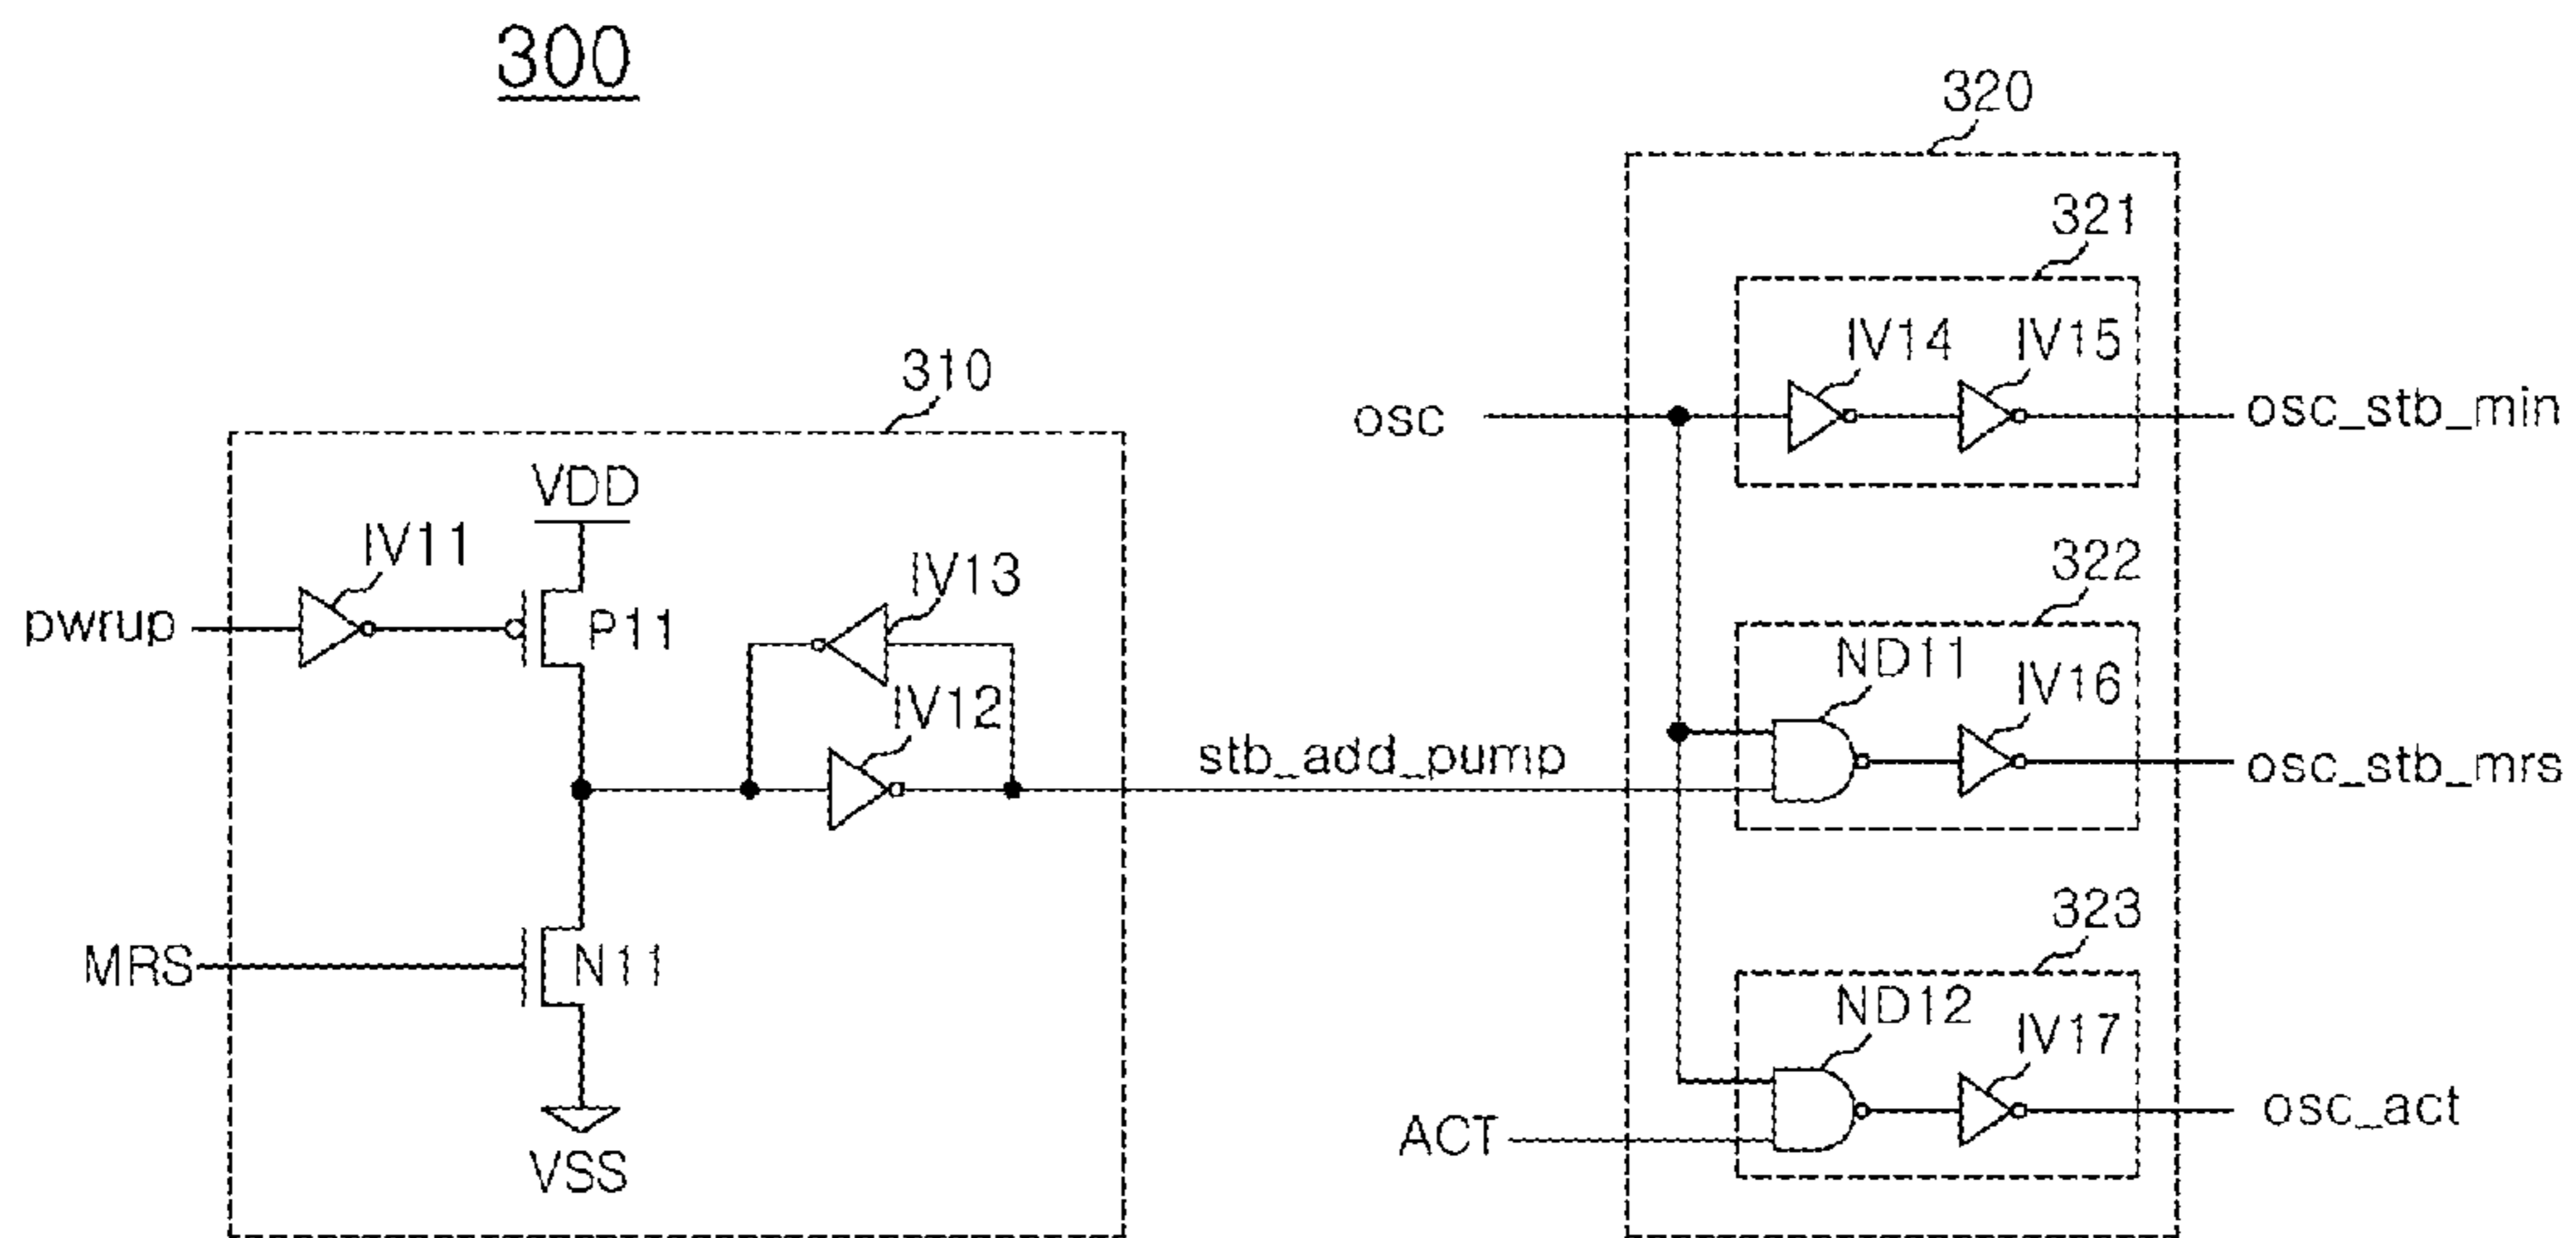 300
320
321
IV14
IV15
osc
osc_stb_min
310
VDD
IV11
pwrup
P11
IV13
IV12
stb_add_pump
322
ND11
IV16
osc_stb_mrs
MRS
N11
VSS
323
ND12
IV17
ACT
osc_act